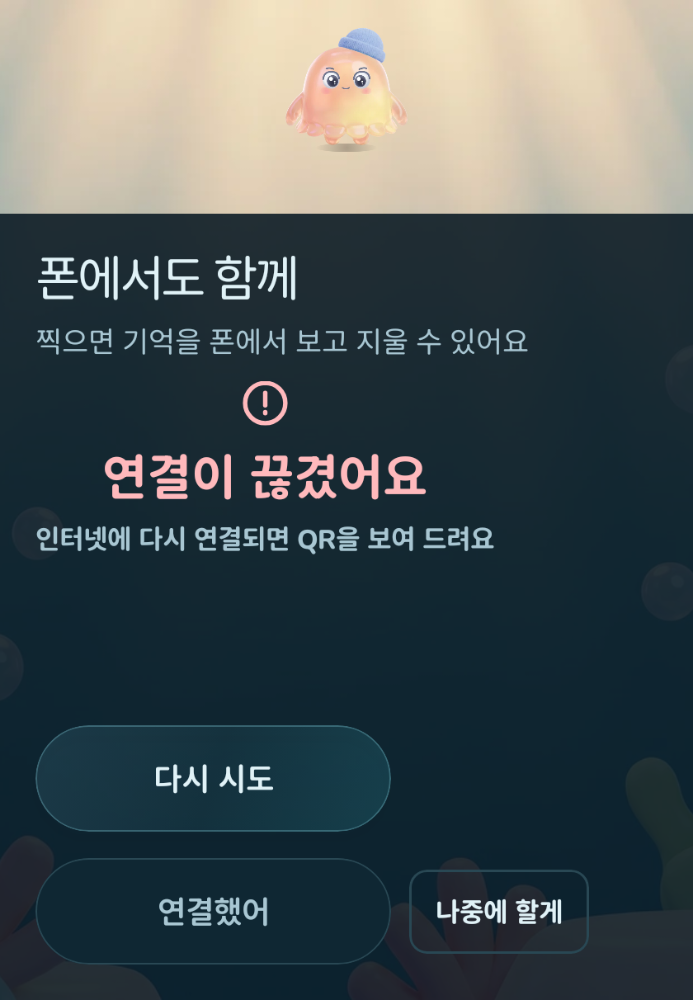 폰에서도 함께
찍으면 기억을 폰에서 보고 지울 수 있어요
연결이 끊겼어요
인터넷에 다시 연결되면 QR을 보여 드려요
다시 시도
연결했어
나중에 할게